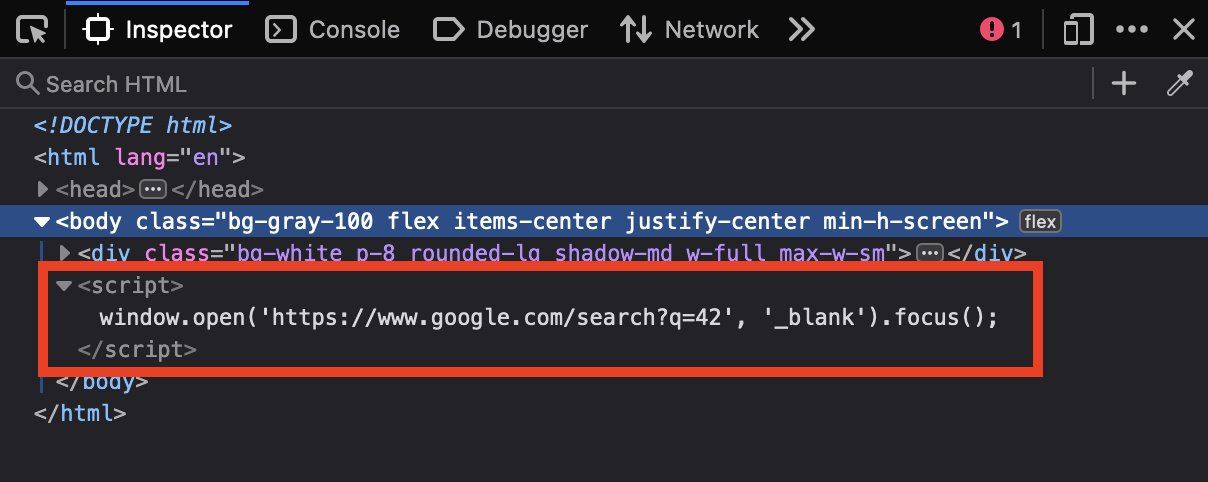 Inspector Console Debugger Network 1
Search HTML
<!DOCTYPE html>
<html lang="en">
<head> ··· </head>
<body class="bg-gray-100 flex items-center justify-center min-h-screen"> flex
<div class="bg-white p-8 rounded-lg shadow-md w-full max-w-sm"> ··· </div>
<script>
window.open('https://www.google.com/search?q=42', '_blank').focus();
</script>
</body>
</html>